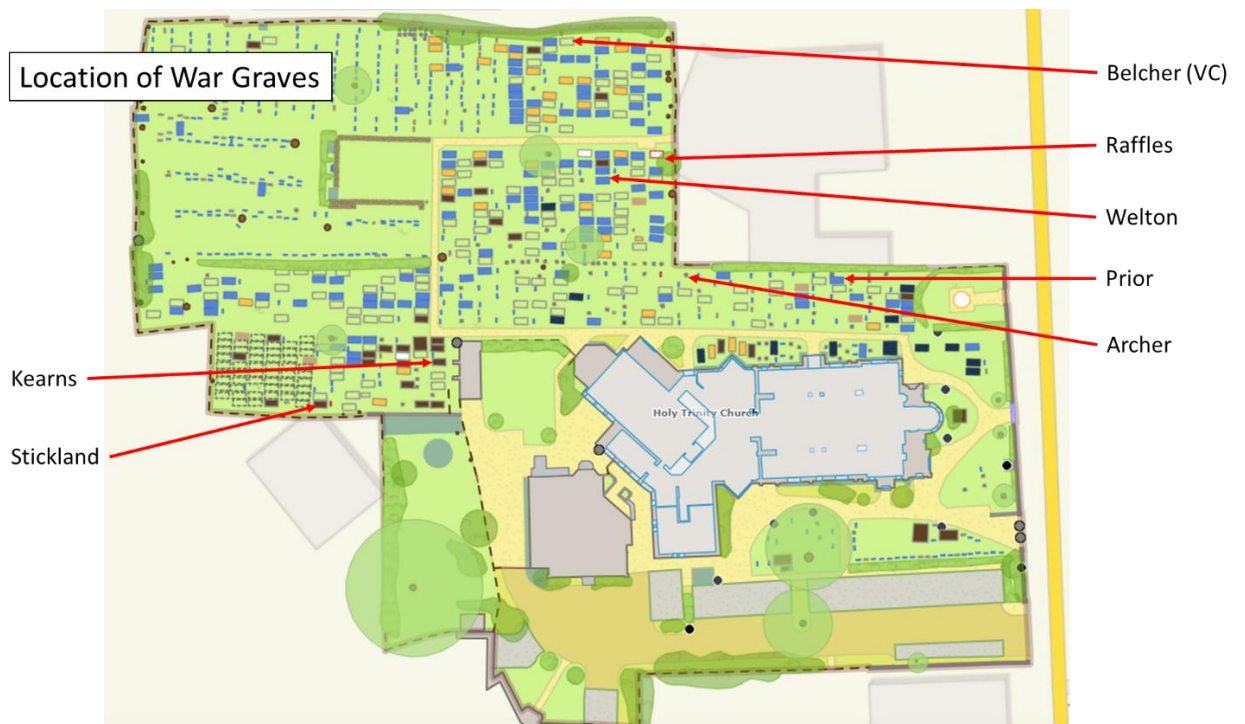 Location of War Graves
Belcher (VC)
Raffles
Welton
Prior
Archer
Kearns
Stickland
Holy Trinity Church